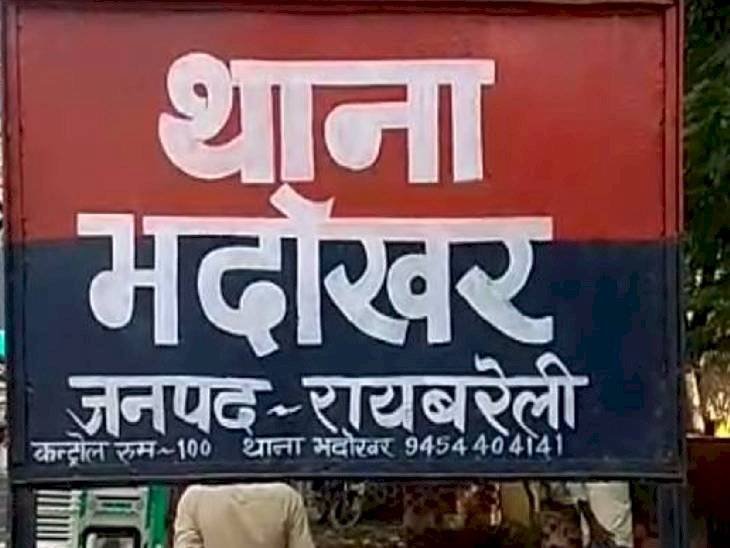 थाना
भदोखर
जनपद~रायबरेली
कन्ट्रोल रुम~100 थाना भदोखर 9454404141